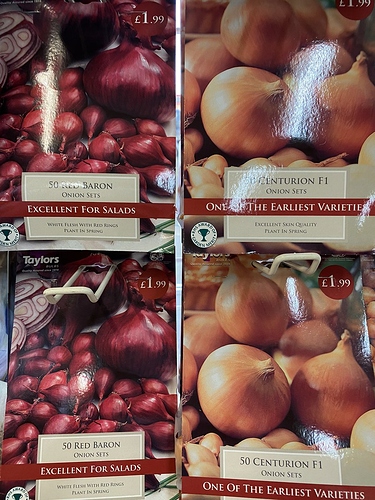 £1.99
50 RED BARON
ONION SETS
EXCELLENT FOR SALADS
WHITE FLESH WITH RED RINGS
PLANT IN SPRING
£1.99
50 CENTURION F1
ONION SETS
ONE OF THE EARLIEST VARIETIES
EXCELLENT SKIN QUALITY
PLANT IN SPRING
Taylors
£1.99
50 RED BARON
ONION SETS
EXCELLENT FOR SALADS
WHITE FLESH WITH RED RINGS
PLANT IN SPRING
Taylors
£1.99
50 CENTURION F1
ONION SETS
ONE OF THE EARLIEST VARIETIES